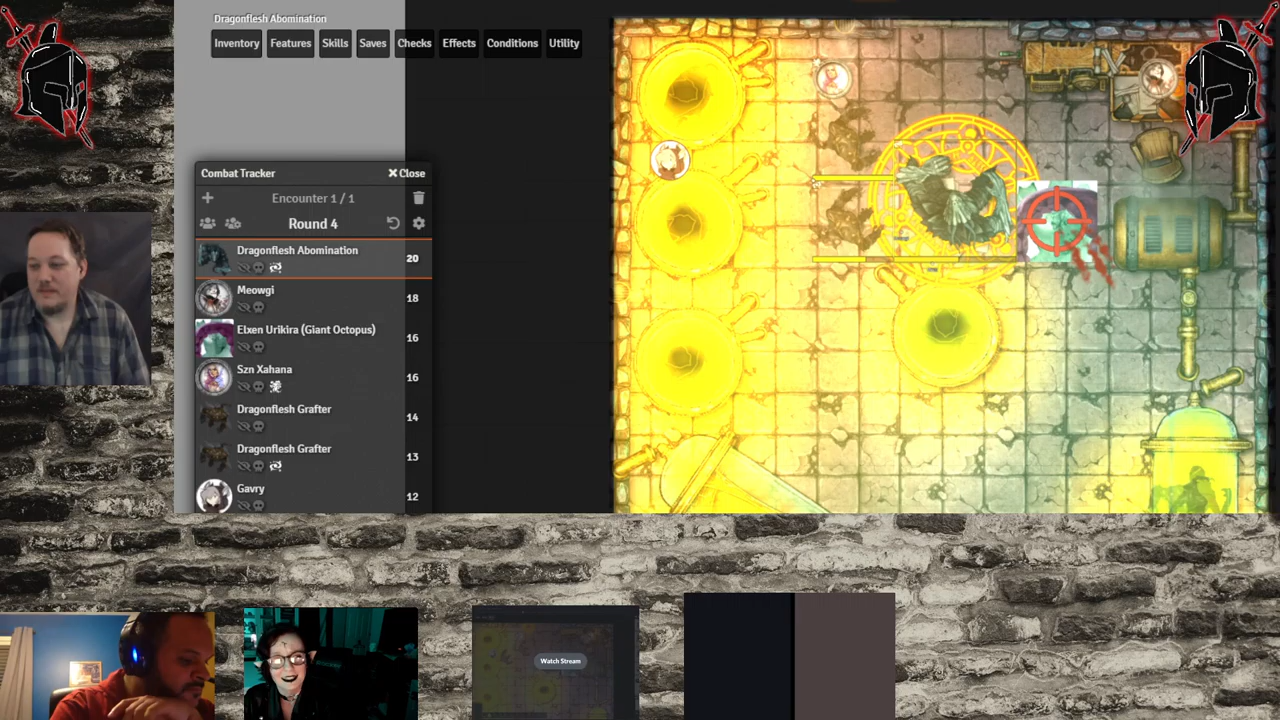 Dragonflesh Abomination
Inventory Features Skills Saves Checks Effects Conditions Utility
Combat Tracker Close
Encounter 1 / 1
Round 4
Dragonflesh Abomination 20
Meowgi 18
Elxen Urikira (Giant Octopus) 16
Szn Xahana 16
Dragonflesh Grafter 14
Dragonflesh Grafter 13
Gavry 12
Watch Stream